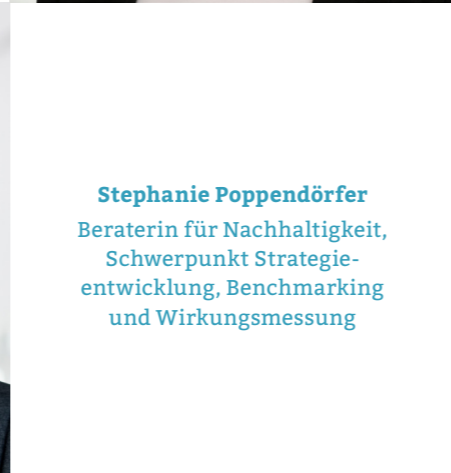 Stephanie Poppendörfer
Beraterin für Nachhaltigkeit,
Schwerpunkt Strategie-
entwicklung, Benchmarking
und Wirkungsmessung